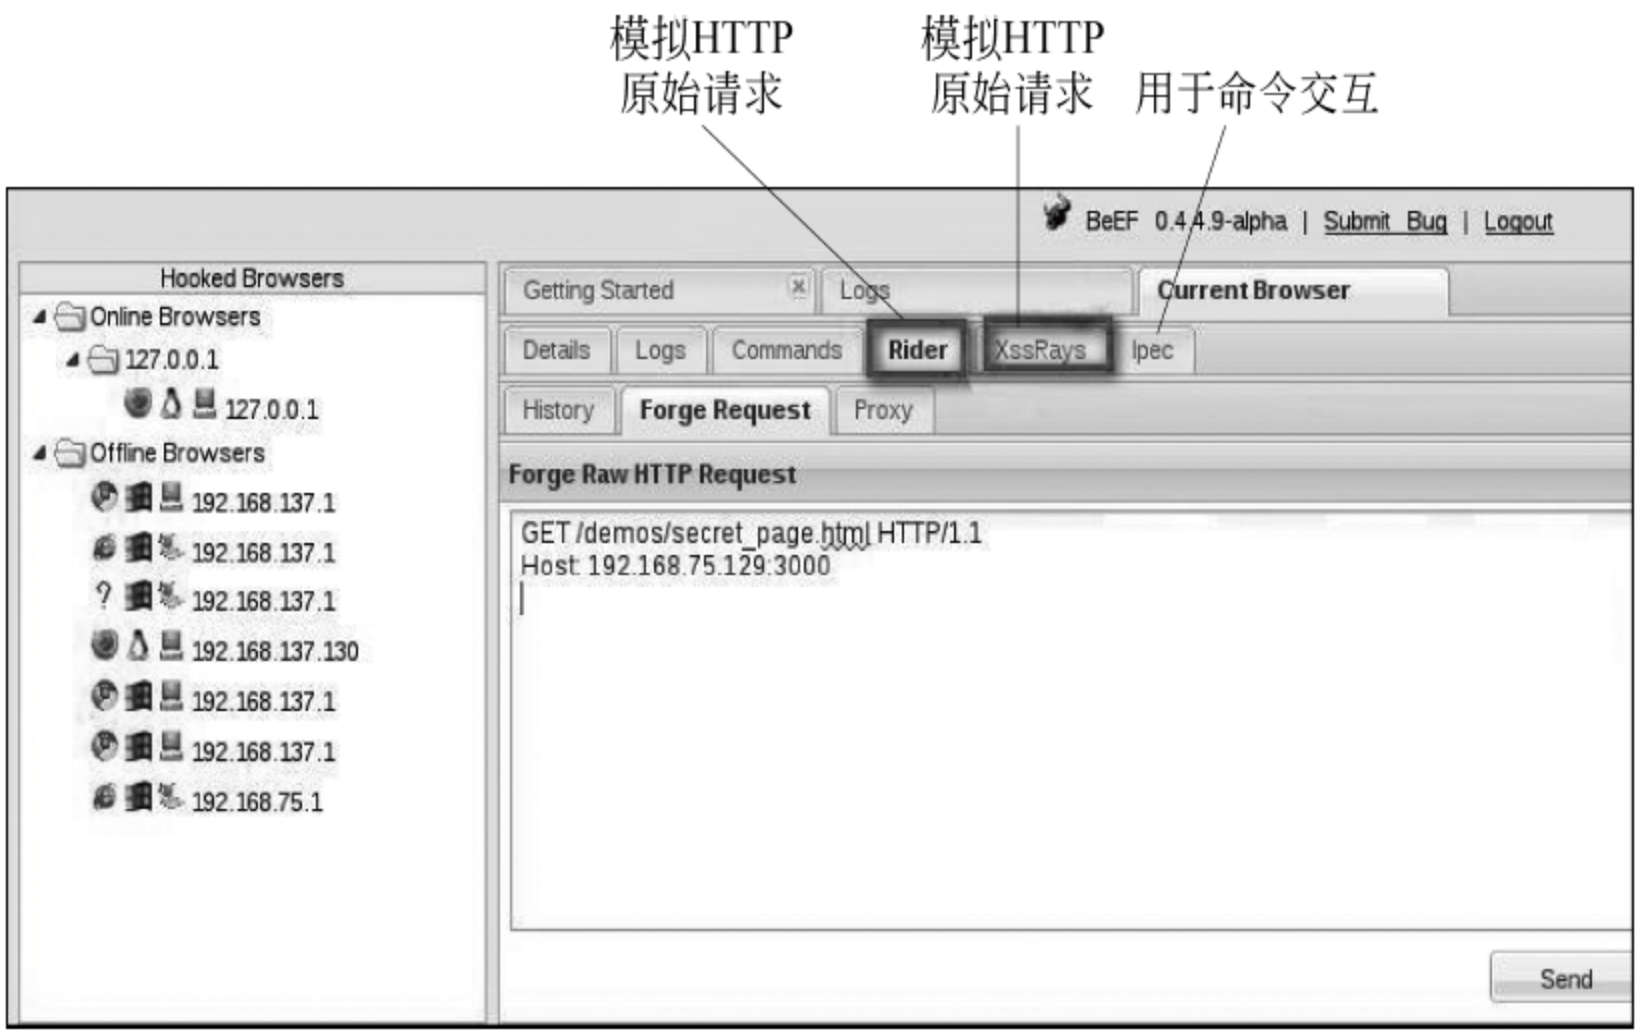 模拟HTTP
原始请求
模拟HTTP
原始请求
用于命令交互
BeEF 0.4.4.9-alpha | Submit Bug | Logout
Hooked Browsers
Online Browsers
127.0.0.1
127.0.0.1
Offline Browsers
192.168.137.1
192.168.137.1
? 192.168.137.1
192.168.137.130
192.168.137.1
192.168.137.1
192.168.75.1
Getting Started Logs Current Browser
Details Logs Commands Rider XssRays Ipec
History Forge Request Proxy
Forge Raw HTTP Request
GET /demos/secret_page.html HTTP/1.1
Host: 192.168.75.129:3000
Send